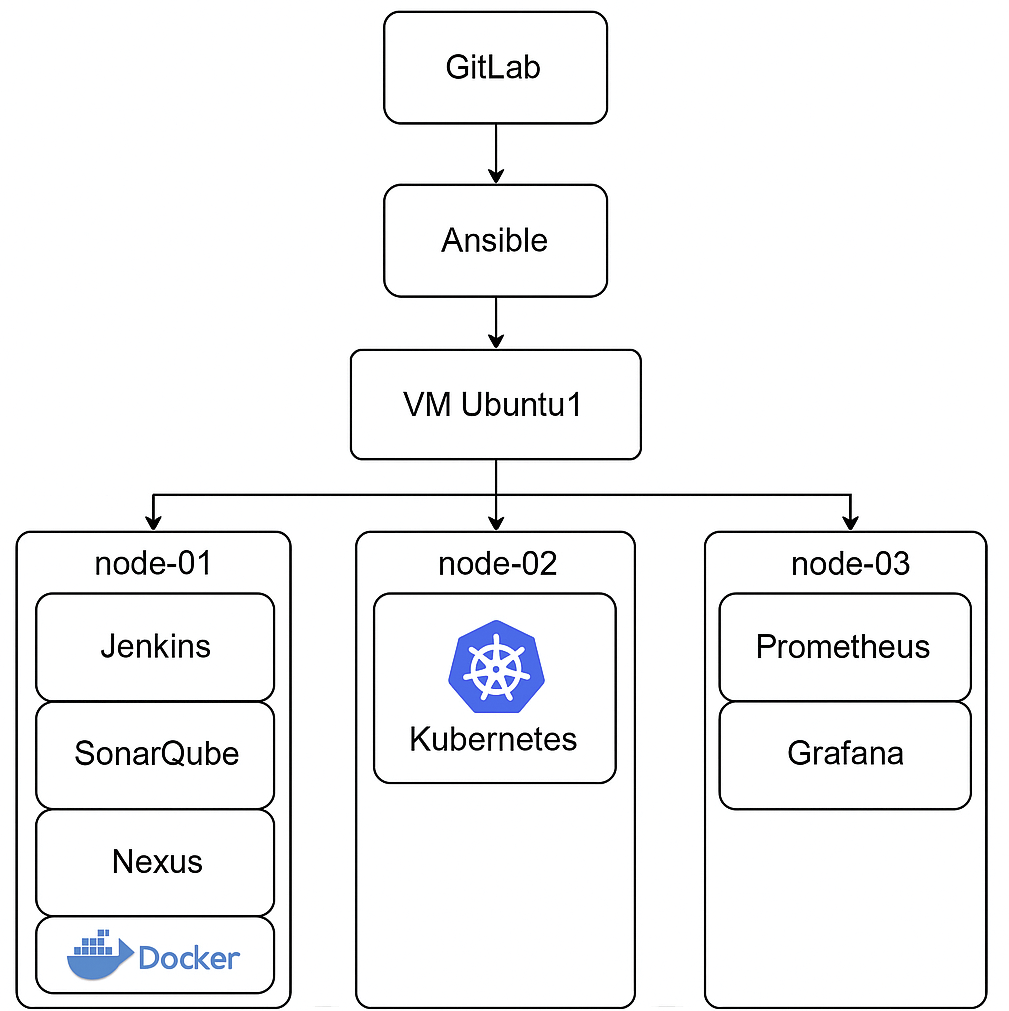 GitLab
Ansible
VM Ubuntu1
node-01
Jenkins
SonarQube
Nexus
Docker
node-02
Kubernetes
node-03
Prometheus
Grafana